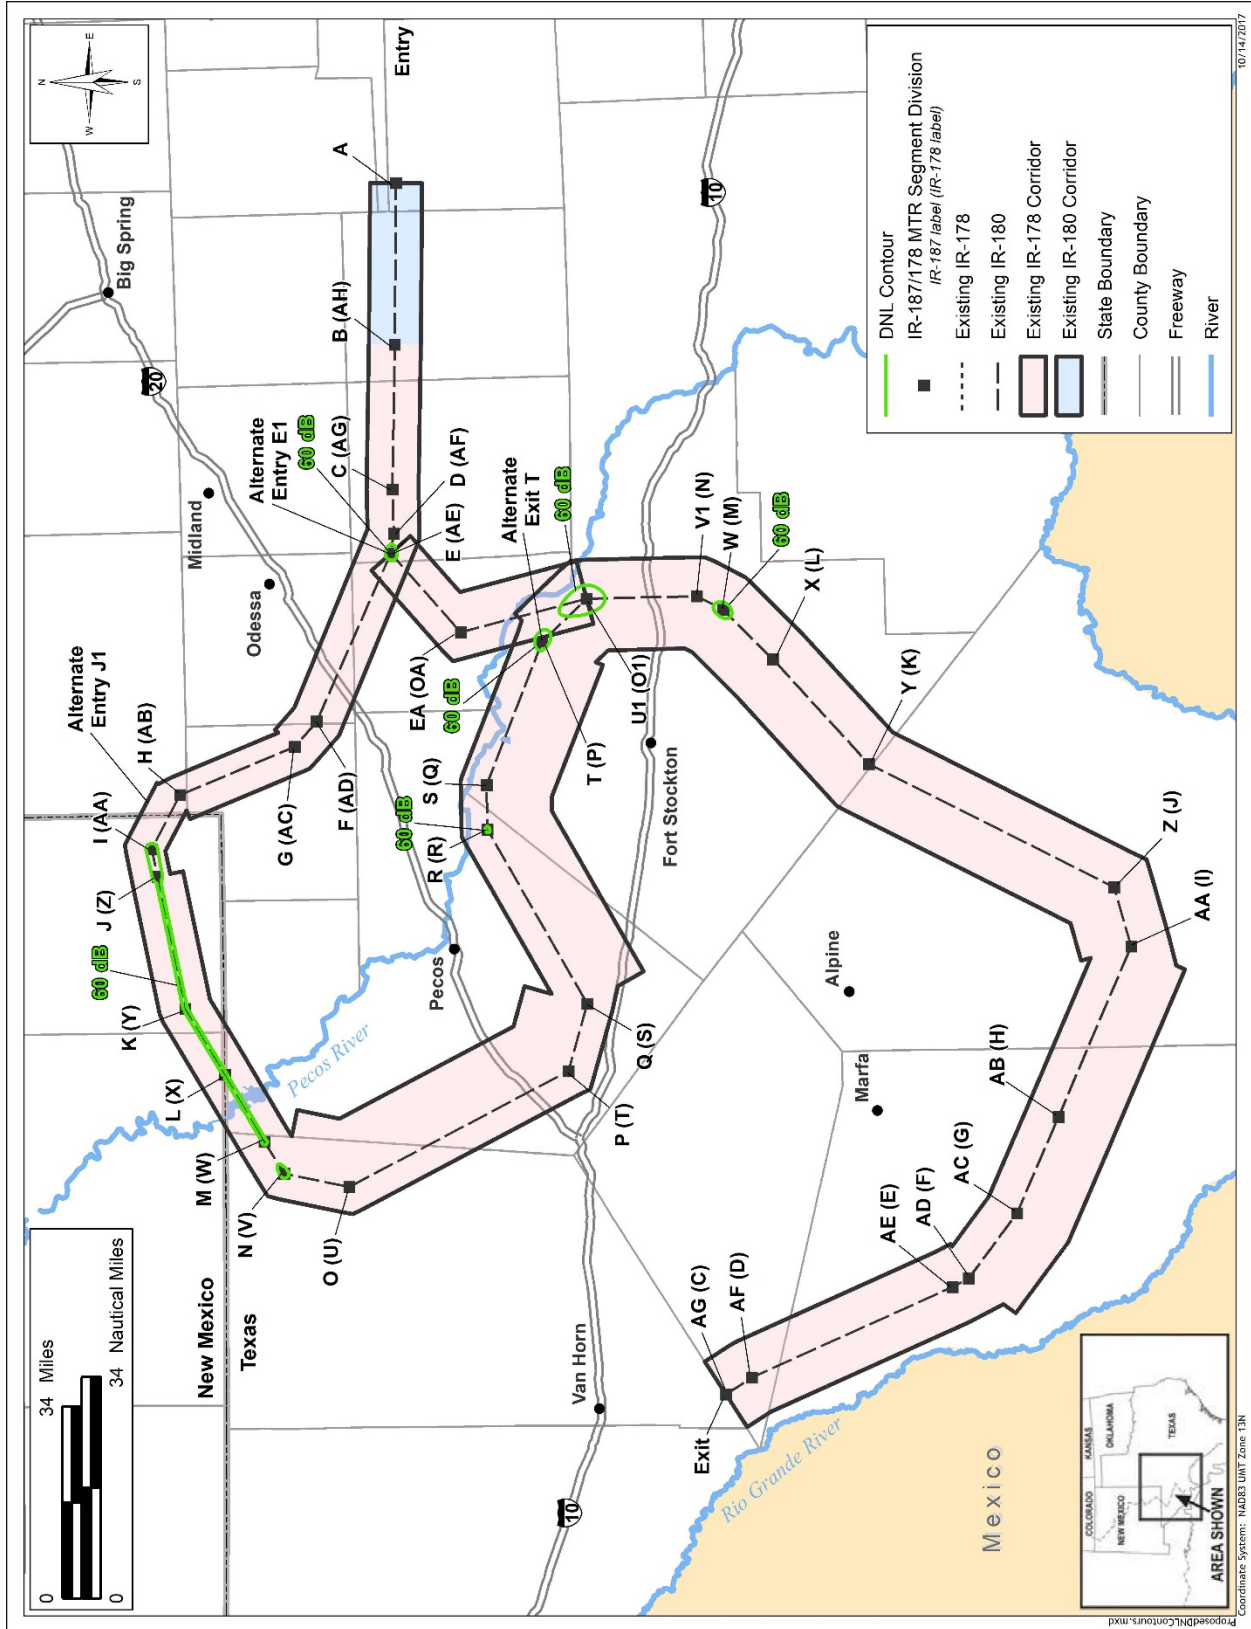 0 34 Miles
0 34 Nautical Miles
New Mexico
Texas
N
W
E
S
Big Spring
Midland
Odessa
20
Alternate
Entry J1
I (AA)
H (AB)
J (Z)
60 dB
K (Y)
L (X)
Pecos River
M (W)
N (V)
O (U)
G (AC)
F (AD)
Alternate
Entry E1
60 dB
C (AG)
B (AH)
A
Entry
D (AF)
E (AE)
EA (OA)
Alternate
Exit T
60 dB
60 dB
S (Q)
R (R)
60 dB
Pecos
T (P)
U1 (O1)
Fort Stockton
Q (S)
P (T)
Van Horn
10
10
V1 (N)
W (M)
60 dB
X (L)
Y (K)
Z (J)
AA (I)
Alpine
Marfa
AB (H)
AC (G)
AD (F)
AE (E)
AF (D)
AG (C)
Exit
Rio Grande River
Mexico
DNL Contour
IR-187/178 MTR Segment Division
IR-187 label (IR-178 label)
Existing IR-178
Existing IR-180
Existing IR-178 Corridor
Existing IR-180 Corridor
State Boundary
County Boundary
Freeway
River
COLORADO
KANSAS
OKLAHOMA
NEW MEXICO
TEXAS
AREA SHOWN
ProposedDNLContours.mxd
Coordinate System: NAD83 UMT Zone 13N
10/14/2017